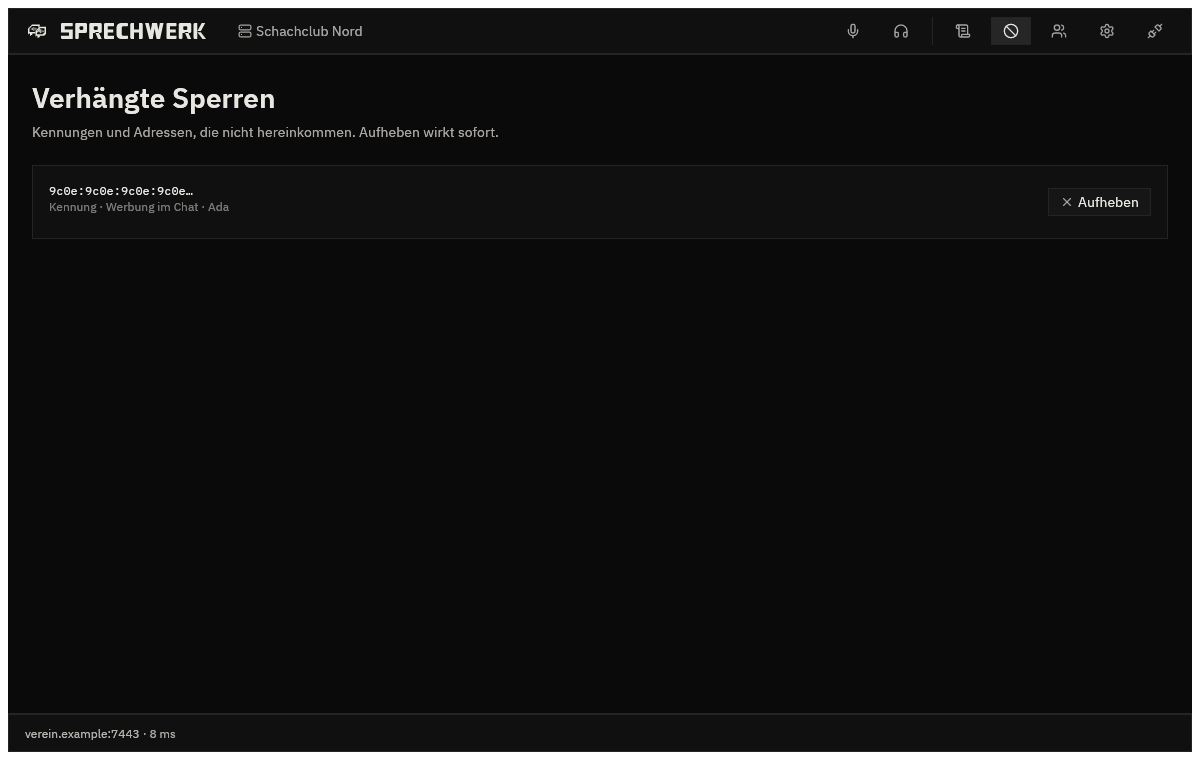 SPRECHWERK
Schachclub Nord
Verhängte Sperren
Kennungen und Adressen, die nicht hereinkommen. Aufheben wirkt sofort.
9c0e:9c0e:9c0e:9c0e…
Kennung · Werbung im Chat · Ada
Aufheben
verein.example:7443 · 8 ms